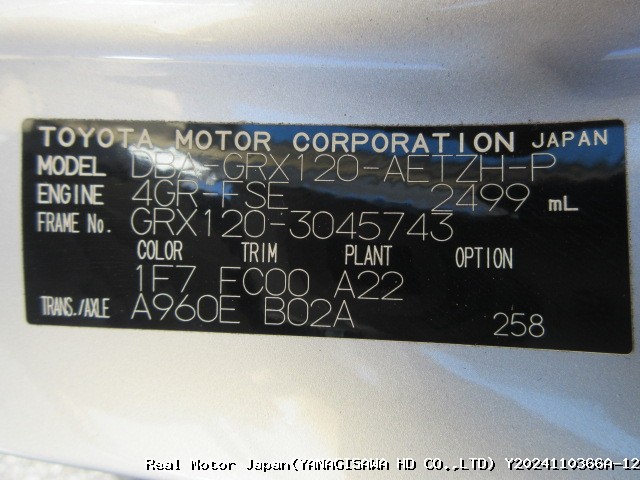 TOYOTA MOTOR CORPORATION JAPAN
MODEL DBA-GRX120-AETZH-P
ENGINE 4GR-FSE 2499 mL
FRAME No. GRX120-3045743
COLOR TRIM PLANT OPTION
1F7 FC00 A22
TRANS./AXLE A960E B02A 258
Real Motor Japan(YANAGISAWA HD CO.,LTD) Y2024110366A-12